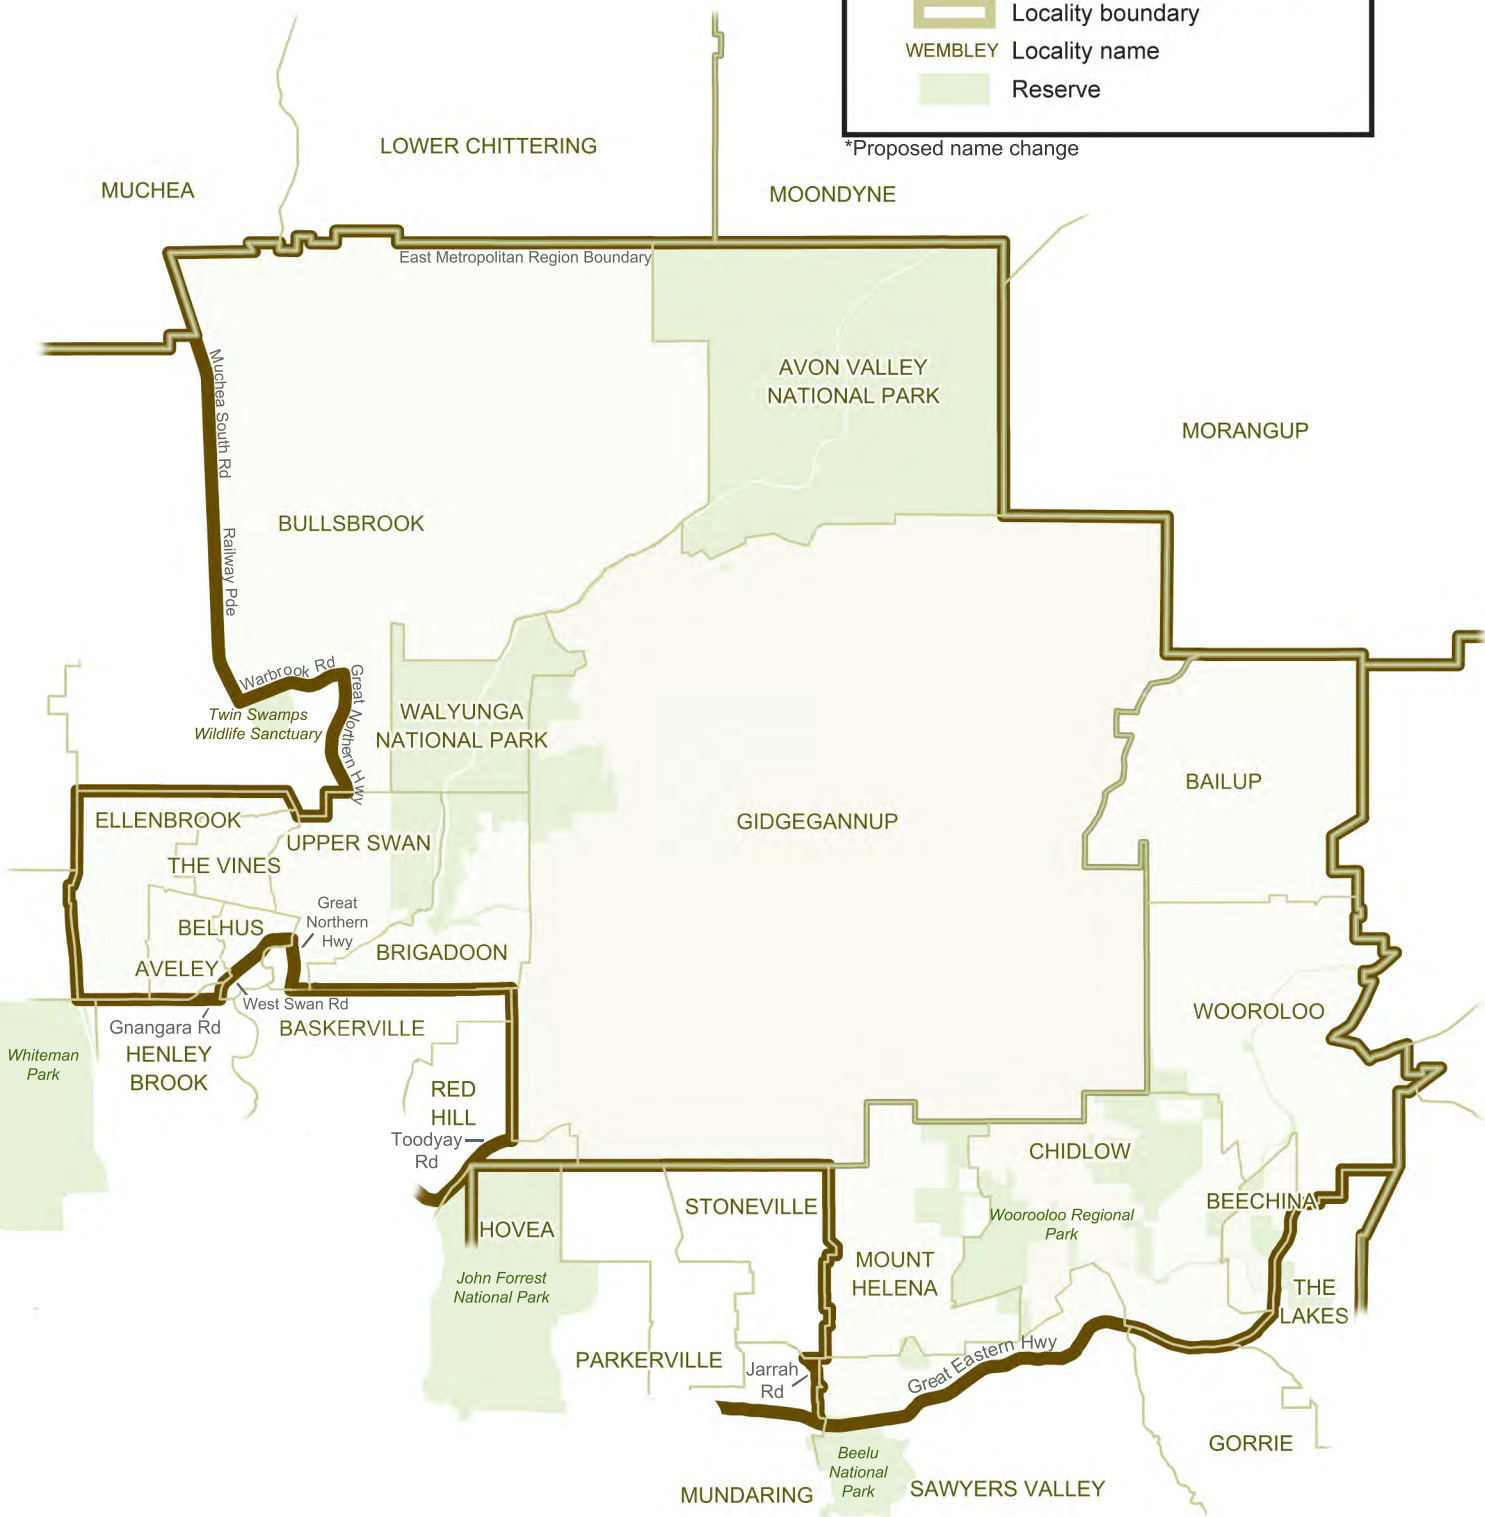 Locality boundary
WEMBLEY Locality name
Reserve
*Proposed name change
LOWER CHITTERING
MUCHEA
MOONDYNE
East Metropolitan Region Boundary
AVON VALLEY
NATIONAL PARK
MORANGUP
Muchea South Rd
BULLSBROOK
Railway Pde
Warbrook Rd
Great Northern Hwy
Twin Swamps
Wildlife Sanctuary
WALYUNGA
NATIONAL PARK
BAILUP
ELLENBROOK
GIDGEGANNUP
UPPER SWAN
THE VINES
Great
Northern
Hwy
BELHUS
BRIGADOON
AVELEY
West Swan Rd
WOOROLOO
Gnangara Rd
BASKERVILLE
HENLEY
BROOK
Whiteman
Park
RED
HILL
Toodyay
Rd
CHIDLOW
STONEVILLE
BEECHINA
HOVEA
Woorooloo Regional
Park
MOUNT
HELENA
John Forrest
National Park
THE
LAKES
PARKERVILLE
Jarrah
Rd
Great Eastern Hwy
GORRIE
Beelu
National
Park
MUNDARING
SAWYERS VALLEY